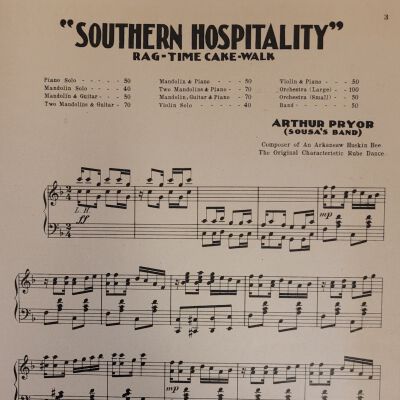 3
"SOUTHERN HOSPITALITY"
RAG-TIME CAKE-WALK
Piano Solo - - - - - 50
Mandolin Solo - - - - 40
Mandolin & Guitar - - - 50
Two Mandolins & Guitar - 70
Mandolin & Piano - - - 50
Two Mandolins & Piano - - 70
Mandolin, Guitar & Piano - 70
Violin Solo - - - - - 40
Violin & Piano - - - - 50
Orchestra (Large) - - - 100
Orchestra (Small) - - - 50
Band - - - - - - - 50
ARTHUR PRYOR
(SOUSA'S BAND)
Composer of An Arkansaw Huskin Bee
The Original Characteristic Rube Dance.
L. H.
ff
mp
mp